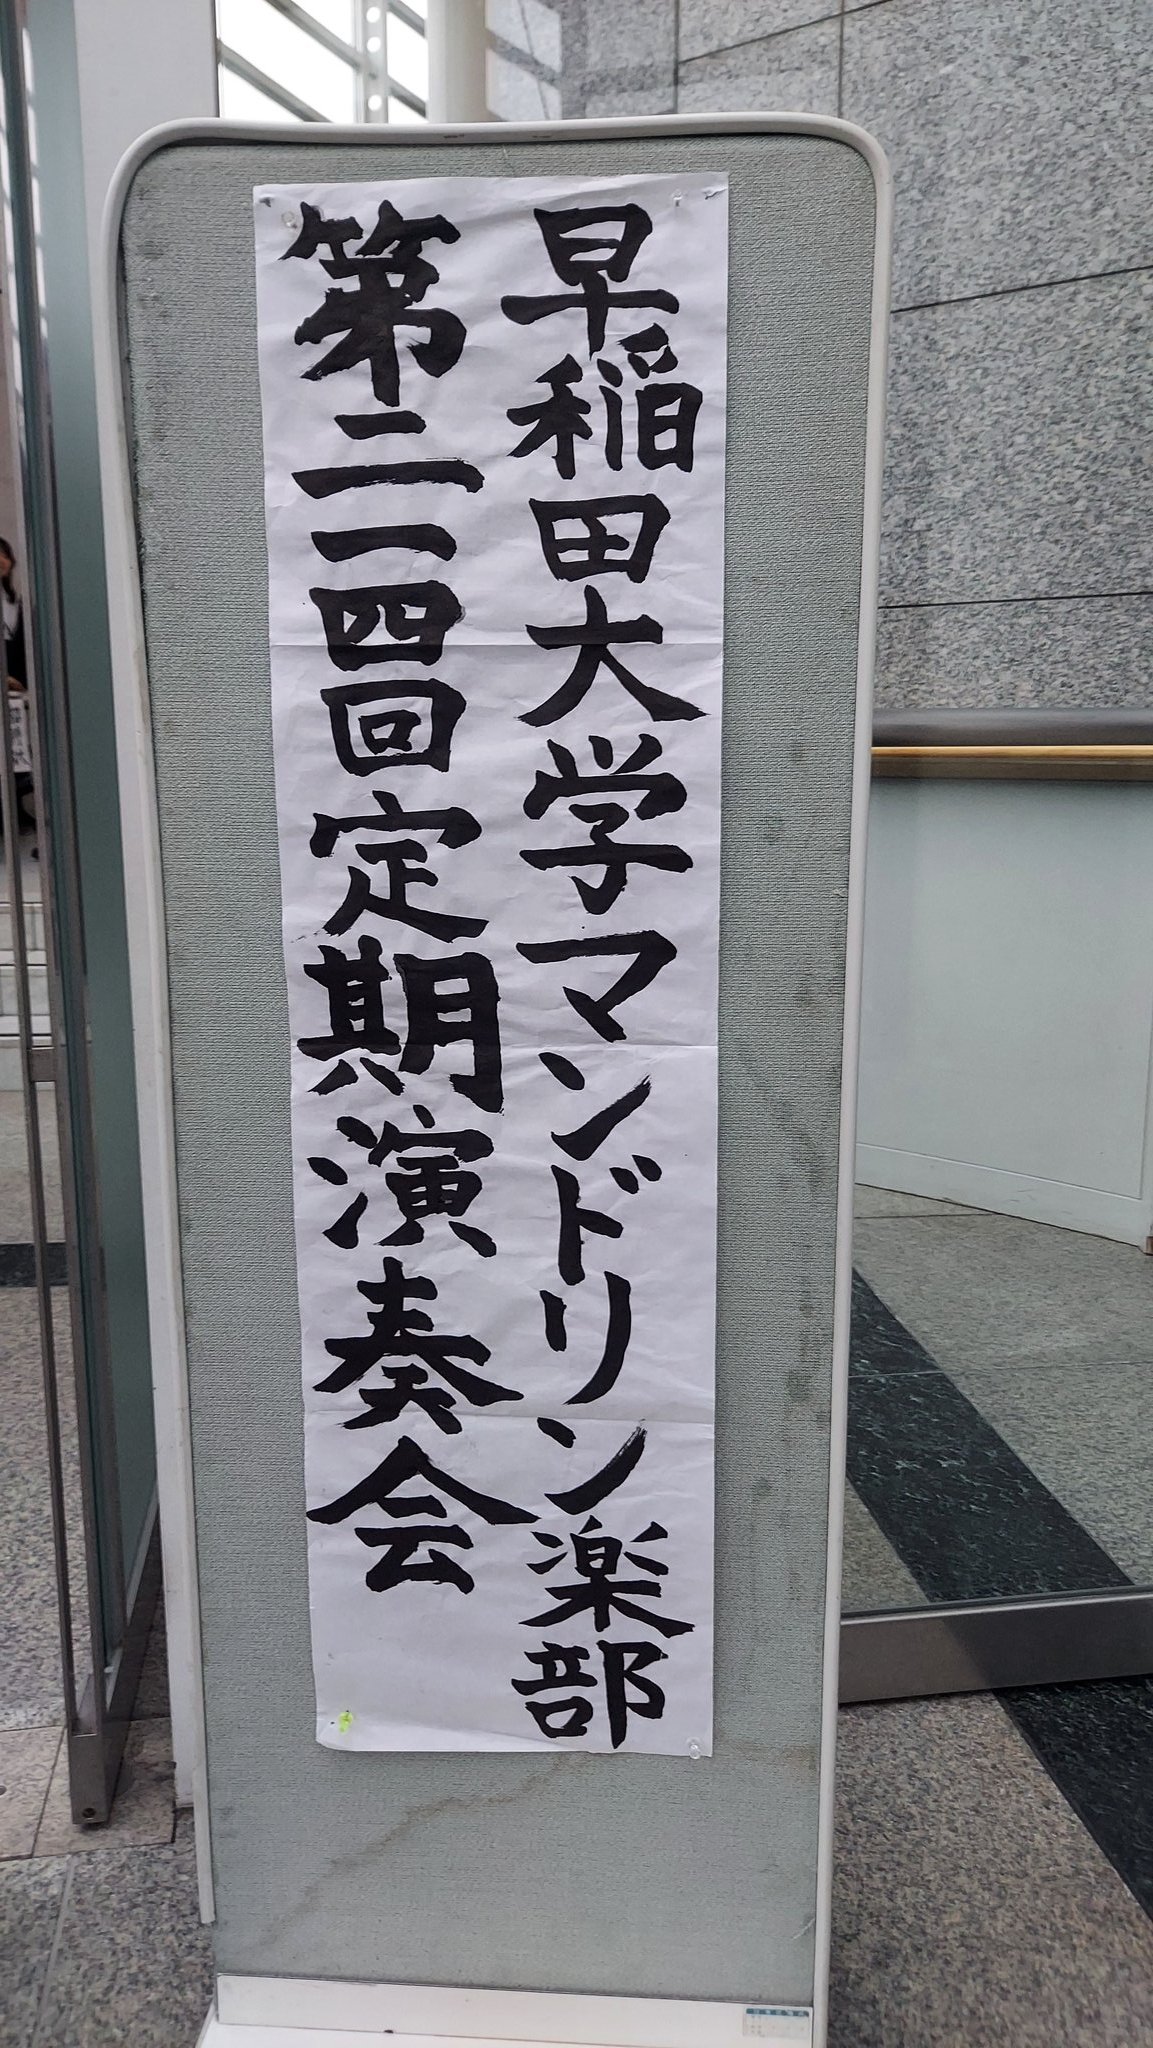 早稲田大学マンドリン楽部
第二一四回定期演奏会